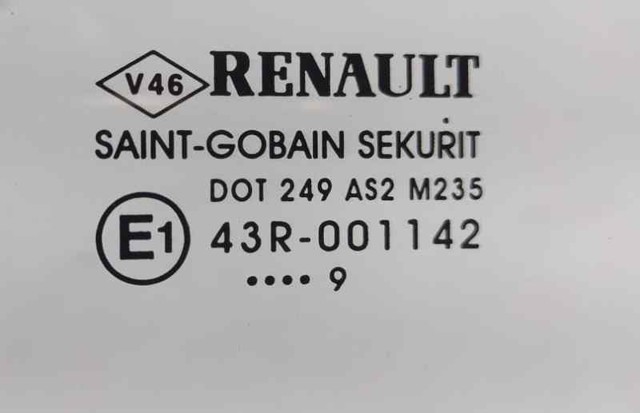 V46 RENAULT
SAINT-GOBAIN SEKURIT
DOT 249 AS2 M235
E1 43R-001142
•••• 9